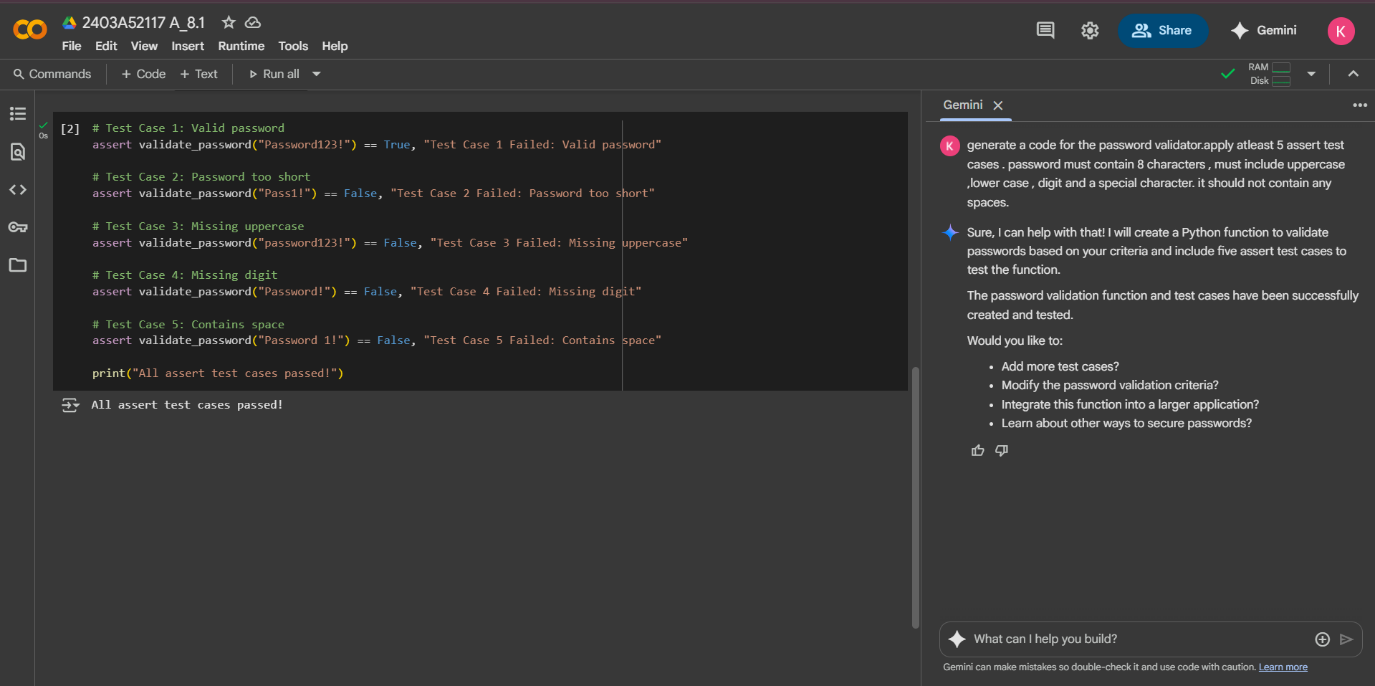 2403A52117 A_8.1
File Edit View Insert Runtime Tools Help
Share
Gemini
K
Commands
+ Code + Text
Run all
RAM
Disk
0s
[2]
# Test Case 1: Valid password
assert validate_password("Password123!") == True, "Test Case 1 Failed: Valid password"
# Test Case 2: Password too short
assert validate_password("Pass1!") == False, "Test Case 2 Failed: Password too short"
# Test Case 3: Missing uppercase
assert validate_password("password123!") == False, "Test Case 3 Failed: Missing uppercase"
# Test Case 4: Missing digit
assert validate_password("Password!") == False, "Test Case 4 Failed: Missing digit"
# Test Case 5: Contains space
assert validate_password("Password 1!") == False, "Test Case 5 Failed: Contains space"
print("All assert test cases passed!")
All assert test cases passed!
Gemini
K
generate a code for the password validator.apply atleast 5 assert test
cases . password must contain 8 characters , must include uppercase
,lower case , digit and a special character. it should not contain any
spaces.
Sure, I can help with that! I will create a Python function to validate
passwords based on your criteria and include five assert test cases to
test the function.
The password validation function and test cases have been successfully
created and tested.
Would you like to:
• Add more test cases?
• Modify the password validation criteria?
• Integrate this function into a larger application?
• Learn about other ways to secure passwords?
What can I help you build?
Gemini can make mistakes so double-check it and use code with caution. Learn more